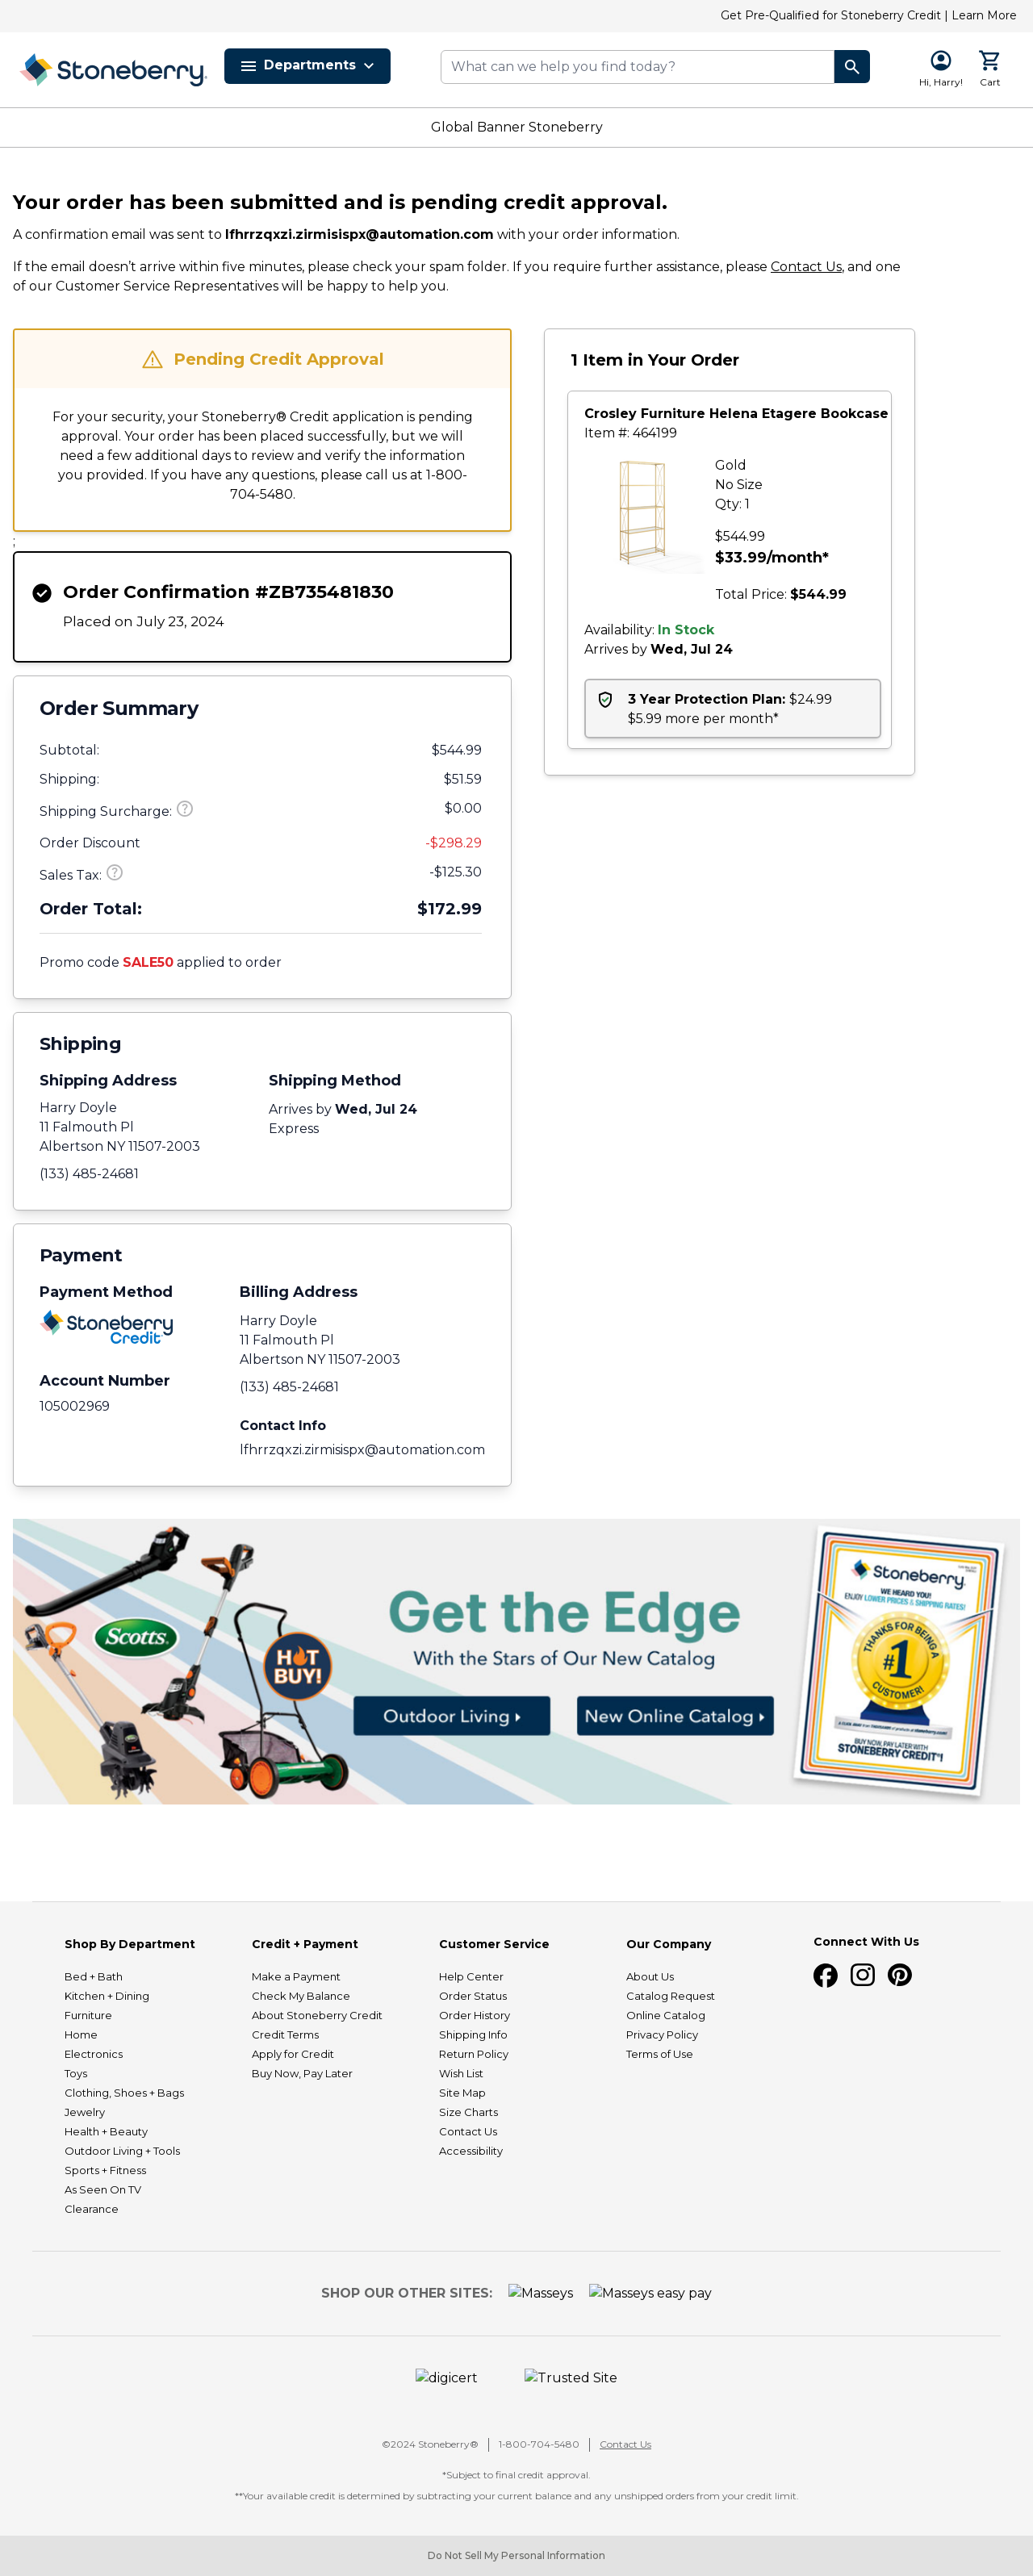 Get Pre-Qualified for Stoneberry Credit | Learn More
Stoneberry
Departments
What can we help you find today?
Hi, Harry!
Cart
Global Banner Stoneberry
Your order has been submitted and is pending credit approval.
A confirmation email was sent to lfhrrzqxzi.zirmisispx@automation.com with your order information.
If the email doesn’t arrive within five minutes, please check your spam folder. If you require further assistance, please Contact Us, and one
of our Customer Service Representatives will be happy to help you.
Pending Credit Approval
For your security, your Stoneberry® Credit application is pending
approval. Your order has been placed successfully, but we will
need a few additional days to review and verify the information
you provided. If you have any questions, please call us at 1-800-
704-5480.
;
Order Confirmation #ZB735481830
Placed on July 23, 2024
Order Summary
Subtotal: $544.99
Shipping: $51.59
Shipping Surcharge: ? $0.00
Order Discount -$298.29
Sales Tax: ? -$125.30
Order Total: $172.99
Promo code SALE50 applied to order
Shipping
Shipping Address
Harry Doyle
11 Falmouth Pl
Albertson NY 11507-2003
(133) 485-24681
Shipping Method
Arrives by Wed, Jul 24
Express
Payment
Payment Method
Stoneberry
Credit
Account Number
105002969
Billing Address
Harry Doyle
11 Falmouth Pl
Albertson NY 11507-2003
(133) 485-24681
Contact Info
lfhrrzqxzi.zirmisispx@automation.com
1 Item in Your Order
Crosley Furniture Helena Etagere Bookcase
Item #: 464199
Gold
No Size
Qty: 1
$544.99
$33.99/month*
Total Price: $544.99
Availability: In Stock
Arrives by Wed, Jul 24
3 Year Protection Plan: $24.99
$5.99 more per month*
Scotts
HOT
BUY!
Get the Edge
With the Stars of Our New Catalog
Outdoor Living
New Online Catalog
Stoneberry
WE HEARD YOU!
ENJOY LOWER PRICES & SHIPPING RATES!
THANKS FOR BEING A
#1
CUSTOMER!
BUY NOW, PAY LATER WITH
STONEBERRY CREDIT*!
Shop By Department
Bed + Bath
Kitchen + Dining
Furniture
Home
Electronics
Toys
Clothing, Shoes + Bags
Jewelry
Health + Beauty
Outdoor Living + Tools
Sports + Fitness
As Seen On TV
Clearance
Credit + Payment
Make a Payment
Check My Balance
About Stoneberry Credit
Credit Terms
Apply for Credit
Buy Now, Pay Later
Customer Service
Help Center
Order Status
Order History
Shipping Info
Return Policy
Wish List
Site Map
Size Charts
Contact Us
Accessibility
Our Company
About Us
Catalog Request
Online Catalog
Privacy Policy
Terms of Use
Connect With Us
SHOP OUR OTHER SITES: Masseys Masseys easy pay
digicert Trusted Site
©2024 Stoneberry® | 1-800-704-5480 | Contact Us
*Subject to final credit approval.
**Your available credit is determined by subtracting your current balance and any unshipped orders from your credit limit.
Do Not Sell My Personal Information